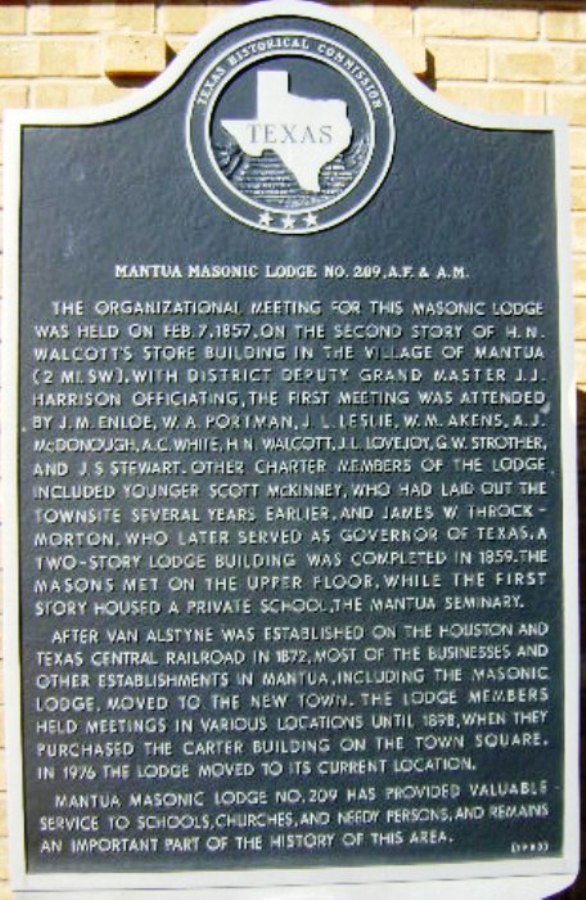 TEXAS HISTORICAL COMMISSION
TEXAS
MANTUA MASONIC LODGE NO. 209, A.F. & A.M.
THE ORGANIZATIONAL MEETING FOR THIS MASONIC LODGE
WAS HELD ON FEB. 7, 1857, ON THE SECOND STORY OF H. N.
WALCOTT'S STORE BUILDING IN THE VILLAGE OF MANTUA
(2 MI. SW). WITH DISTRICT DEPUTY GRAND MASTER J. J.
HARRISON OFFICIATING, THE FIRST MEETING WAS ATTENDED
BY J. M. ENLOE, W. A. PORTMAN, J. L. LESLIE, W. M. AKENS, A. J.
McDONOUGH, A. C. WHITE, H. N. WALCOTT, J. L. LOVEJOY, G. W. STROTHER,
AND J. S. STEWART. OTHER CHARTER MEMBERS OF THE LODGE
INCLUDED YOUNGER SCOTT McKINNEY, WHO HAD LAID OUT THE
TOWNSITE SEVERAL YEARS EARLIER, AND JAMES W. THROCK-
MORTON, WHO LATER SERVED AS GOVERNOR OF TEXAS. A
TWO-STORY LODGE BUILDING WAS COMPLETED IN 1859. THE
MASONS MET ON THE UPPER FLOOR, WHILE THE FIRST
STORY HOUSED A PRIVATE SCHOOL, THE MANTUA SEMINARY.
AFTER VAN ALSTYNE WAS ESTABLISHED ON THE HOUSTON AND
TEXAS CENTRAL RAILROAD IN 1872, MOST OF THE BUSINESSES AND
OTHER ESTABLISHMENTS IN MANTUA, INCLUDING THE MASONIC
LODGE, MOVED TO THE NEW TOWN. THE LODGE MEMBERS
HELD MEETINGS IN VARIOUS LOCATIONS UNTIL 1898, WHEN THEY
PURCHASED THE CARTER BUILDING ON THE TOWN SQUARE.
IN 1976 THE LODGE MOVED TO ITS CURRENT LOCATION.
MANTUA MASONIC LODGE NO. 209 HAS PROVIDED VALUABLE
SERVICE TO SCHOOLS, CHURCHES, AND NEEDY PERSONS, AND REMAINS
AN IMPORTANT PART OF THE HISTORY OF THIS AREA.
(1983)